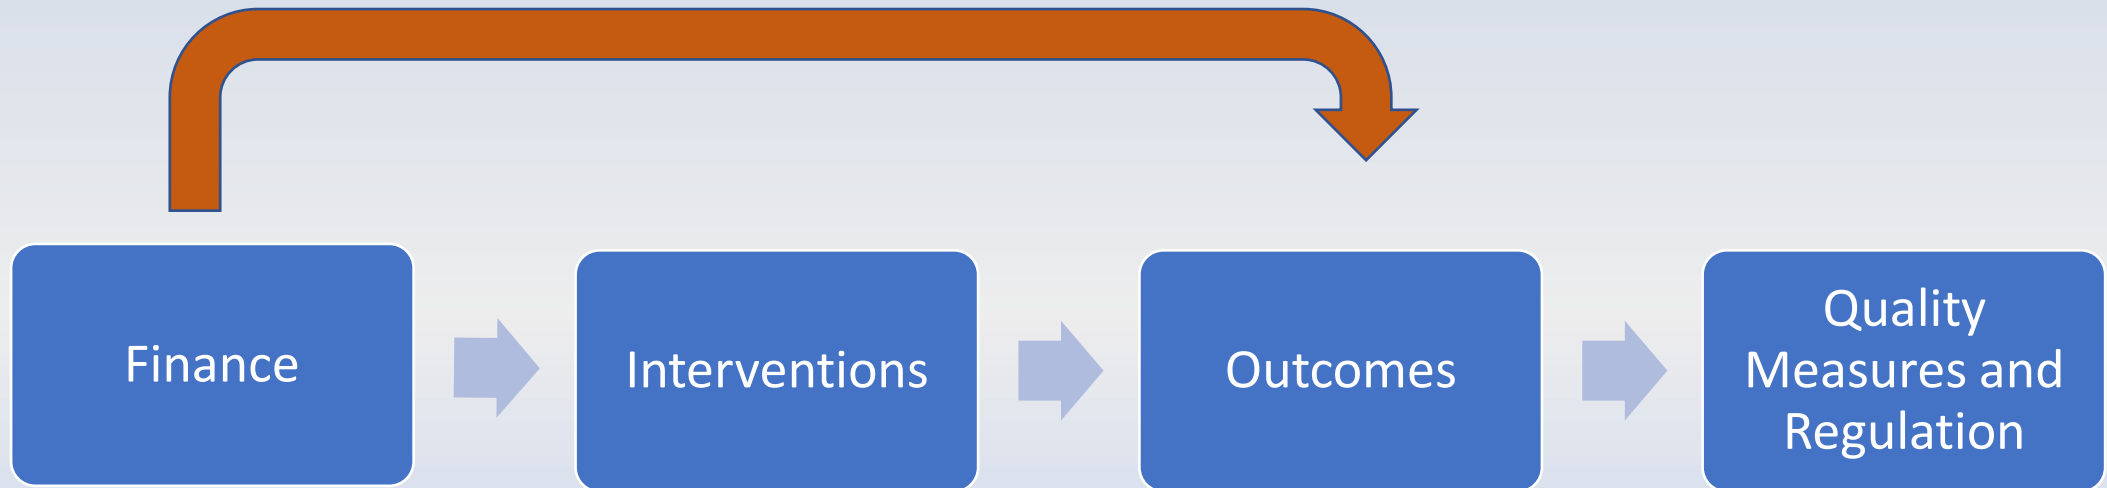 Finance
Interventions
Outcomes
Quality
Measures and
Regulation